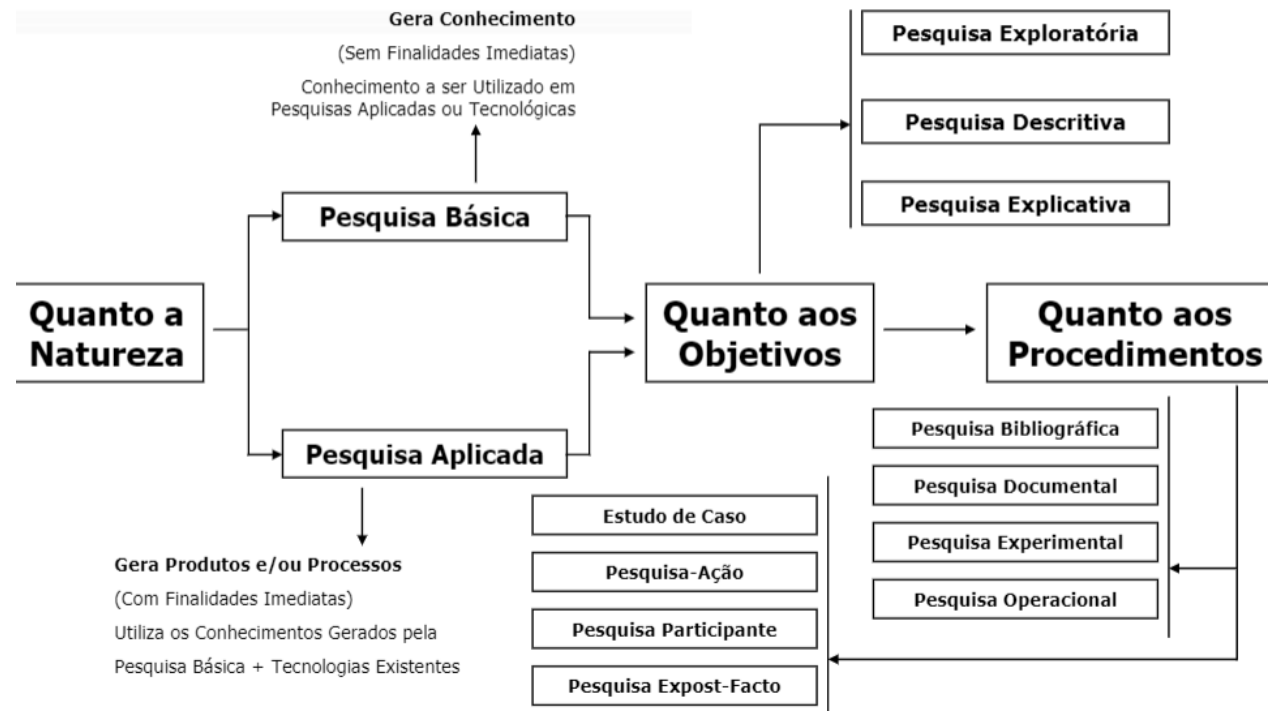 Gera Conhecimento
(Sem Finalidades Imediatas)
Conhecimento a ser Utilizado em
Pesquisas Aplicadas ou Tecnológicas
Pesquisa Exploratória
Pesquisa Descritiva
Pesquisa Explicativa
Pesquisa Básica
Quanto a
Natureza
Quanto aos
Objetivos
Quanto aos
Procedimentos
Pesquisa Aplicada
Pesquisa Bibliográfica
Pesquisa Documental
Pesquisa Experimental
Pesquisa Operacional
Estudo de Caso
Pesquisa-Ação
Pesquisa Participante
Pesquisa Expost-Facto
Gera Produtos e/ou Processos
(Com Finalidades Imediatas)
Utiliza os Conhecimentos Gerados pela
Pesquisa Básica + Tecnologias Existentes